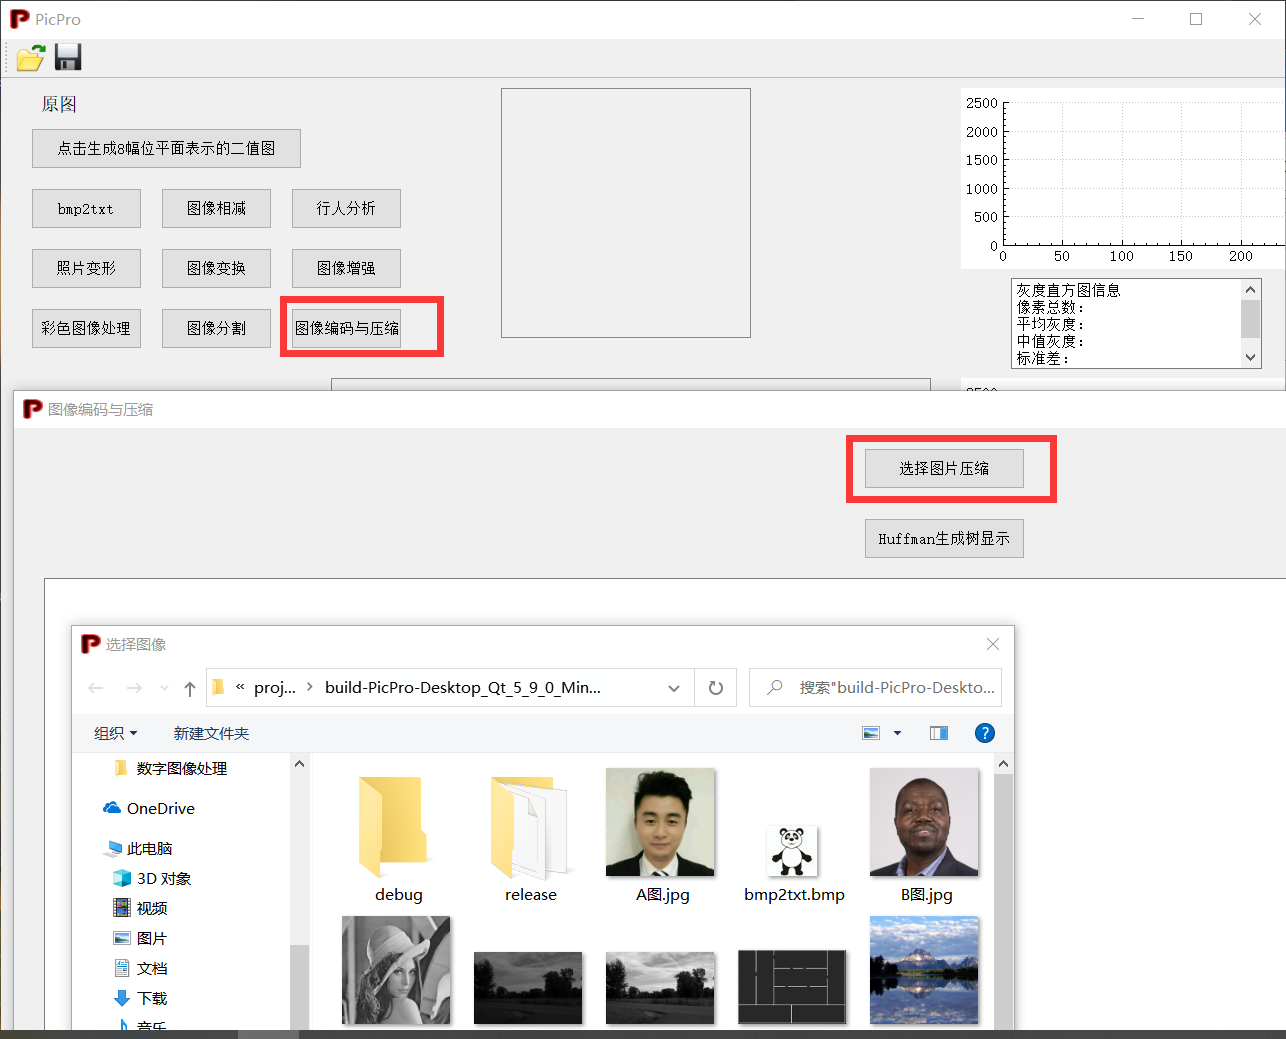 PicPro
原图
点击生成8幅位平面表示的二值图
bmp2txt
图像相减
行人分析
照片变形
图像变换
图像增强
彩色图像处理
图像分割
图像编码与压缩
2500
2000
1500
1000
500
0
0 50 100 150 200
灰度直方图信息
像素总数：
平均灰度：
中值灰度：
标准差：
图像编码与压缩
选择图片压缩
Huffman生成树显示
选择图像
« proj... › build-PicPro-Desktop_Qt_5_9_0_Min...
搜索"build-PicPro-Deskto...
组织
新建文件夹
数字图像处理
OneDrive
此电脑
3D 对象
视频
图片
文档
下载
音乐
debug
release
A图.jpg
bmp2txt.bmp
B图.jpg